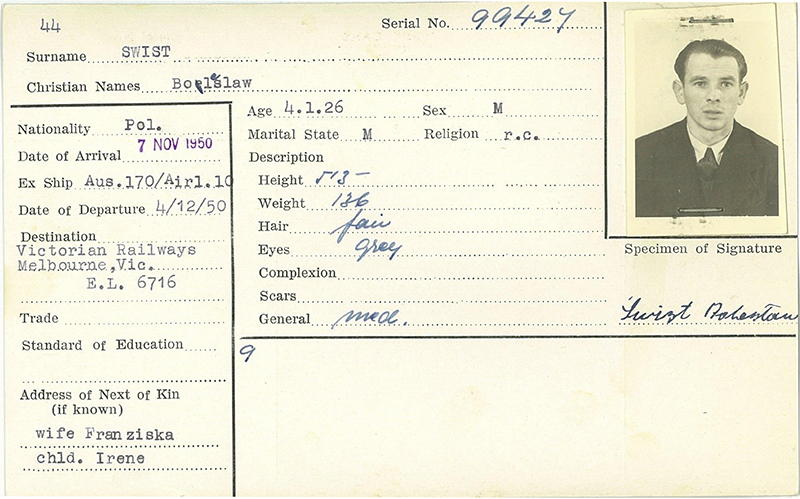 44
Serial No. 99427
Surname SWIST
Christian Names Boleslaw
Nationality Pol.
Date of Arrival 7 NOV 1950
Ex Ship Aus.170/Airl.10
Date of Departure 4/12/50
Destination
Victorian Railways
Melbourne,Vic.
E.L. 6716
Trade
Standard of Education
Address of Next of Kin
(if known)
wife Franziska
chld. Irene
Age 4.1.26 Sex M
Marital State M Religion r.c.
Description
Height 5'3-
Weight 136
Hair fair
Eyes grey
Complexion
Scars
General med.
Specimen of Signature
Świst Bolesław
9